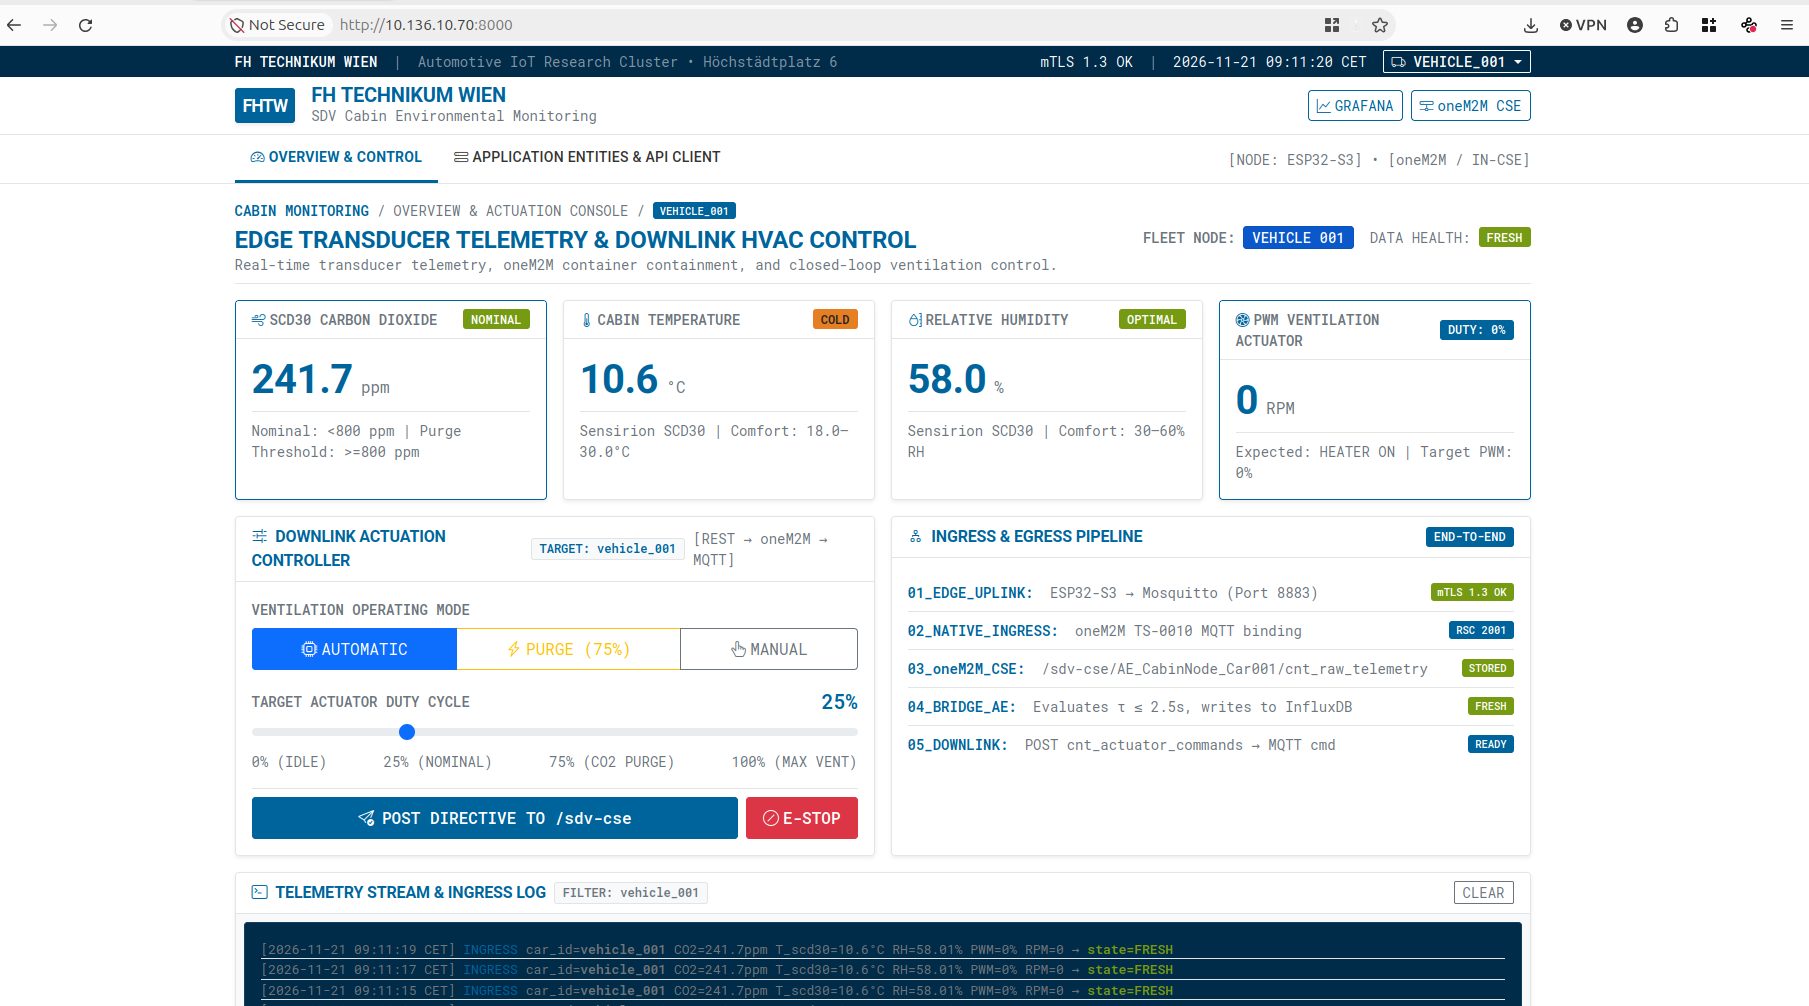 Not Secure http://10.136.10.70:8000 VPN
FH TECHNIKUM WIEN | Automotive IoT Research Cluster • Höchstädtplatz 6 mTLS 1.3 OK | 2026-11-21 09:11:20 CET VEHICLE_001
FHTW
FH TECHNIKUM WIEN
SDV Cabin Environmental Monitoring
GRAFANA oneM2M CSE
OVERVIEW & CONTROL APPLICATION ENTITIES & API CLIENT [NODE: ESP32-S3] • [oneM2M / IN-CSE]
CABIN MONITORING / OVERVIEW & ACTUATION CONSOLE / VEHICLE_001
EDGE TRANSDUCER TELEMETRY & DOWNLINK HVAC CONTROL
FLEET NODE: VEHICLE 001 DATA HEALTH: FRESH
Real-time transducer telemetry, oneM2M container containment, and closed-loop ventilation control.
SCD30 CARBON DIOXIDE NOMINAL
241.7 ppm
Nominal: <800 ppm | Purge
Threshold: >=800 ppm
CABIN TEMPERATURE COLD
10.6 °C
Sensirion SCD30 | Comfort: 18.0–
30.0°C
RELATIVE HUMIDITY OPTIMAL
58.0 %
Sensirion SCD30 | Comfort: 30–60%
RH
PWM VENTILATION
ACTUATOR
DUTY: 0%
0 RPM
Expected: HEATER ON | Target PWM:
0%
DOWNLINK ACTUATION
CONTROLLER
TARGET: vehicle_001
[REST → oneM2M →
MQTT]
VENTILATION OPERATING MODE
AUTOMATIC PURGE (75%) MANUAL
TARGET ACTUATOR DUTY CYCLE 25%
0% (IDLE) 25% (NOMINAL) 75% (CO2 PURGE) 100% (MAX VENT)
POST DIRECTIVE TO /sdv-cse E-STOP
INGRESS & EGRESS PIPELINE END-TO-END
01_EDGE_UPLINK: ESP32-S3 → Mosquitto (Port 8883) mTLS 1.3 OK
02_NATIVE_INGRESS: oneM2M TS-0010 MQTT binding RSC 2001
03_oneM2M_CSE: /sdv-cse/AE_CabinNode_Car001/cnt_raw_telemetry STORED
04_BRIDGE_AE: Evaluates τ ≤ 2.5s, writes to InfluxDB FRESH
05_DOWNLINK: POST cnt_actuator_commands → MQTT cmd READY
TELEMETRY STREAM & INGRESS LOG FILTER: vehicle_001 CLEAR
[2026-11-21 09:11:19 CET] INGRESS car_id=vehicle_001 CO2=241.7ppm T_scd30=10.6°C RH=58.01% PWM=0% RPM=0 → state=FRESH
[2026-11-21 09:11:17 CET] INGRESS car_id=vehicle_001 CO2=241.7ppm T_scd30=10.6°C RH=58.01% PWM=0% RPM=0 → state=FRESH
[2026-11-21 09:11:15 CET] INGRESS car_id=vehicle_001 CO2=241.7ppm T_scd30=10.6°C RH=58.01% PWM=0% RPM=0 → state=FRESH